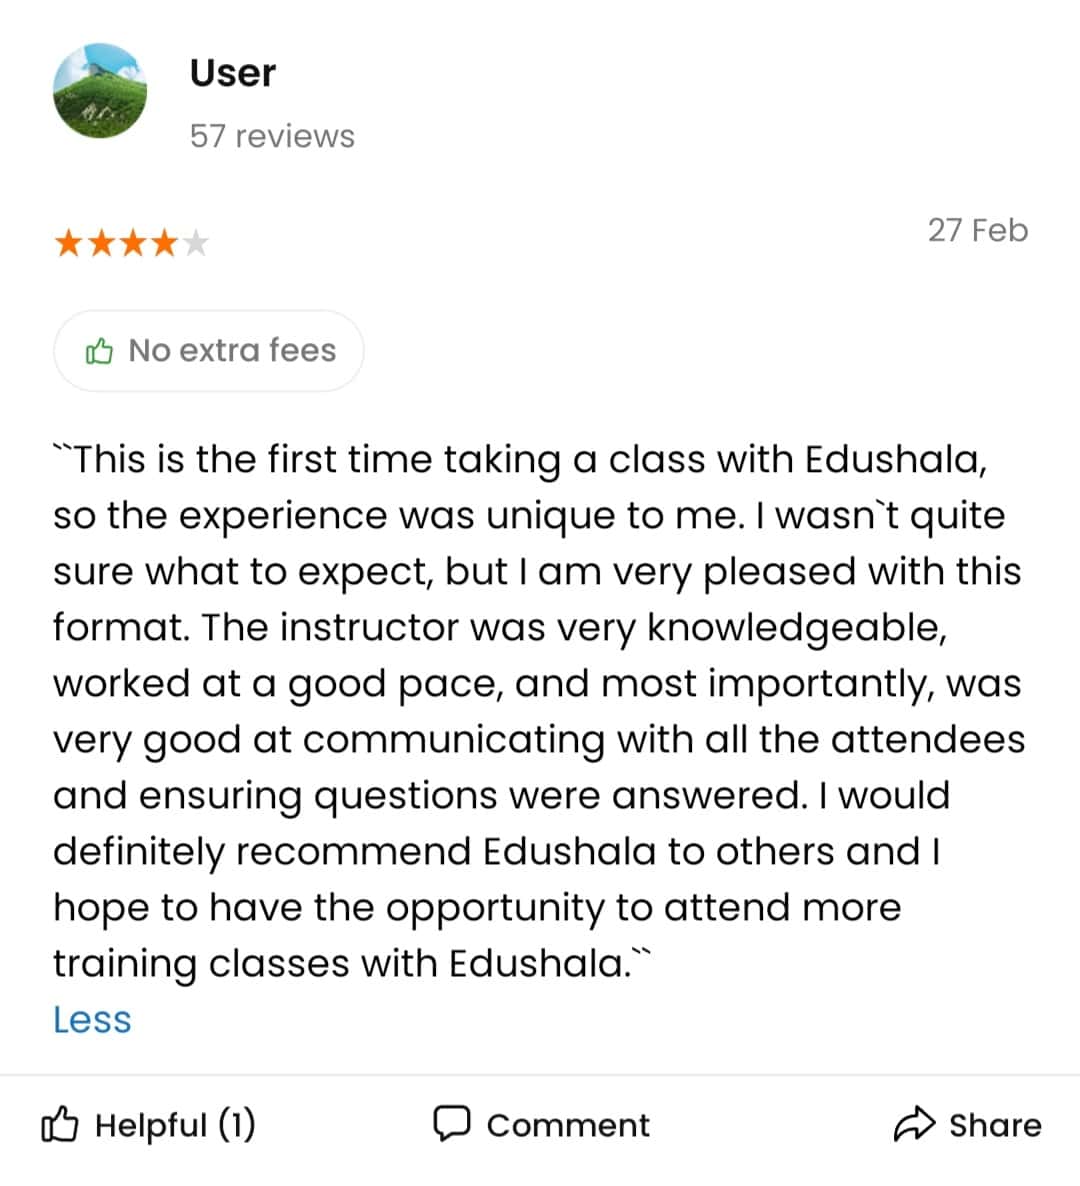 User
57 reviews
27 Feb
No extra fees
``This is the first time taking a class with Edushala,
so the experience was unique to me. I wasn`t quite
sure what to expect, but I am very pleased with this
format. The instructor was very knowledgeable,
worked at a good pace, and most importantly, was
very good at communicating with all the attendees
and ensuring questions were answered. I would
definitely recommend Edushala to others and I
hope to have the opportunity to attend more
training classes with Edushala.``
Less
Helpful (1)
Comment
Share